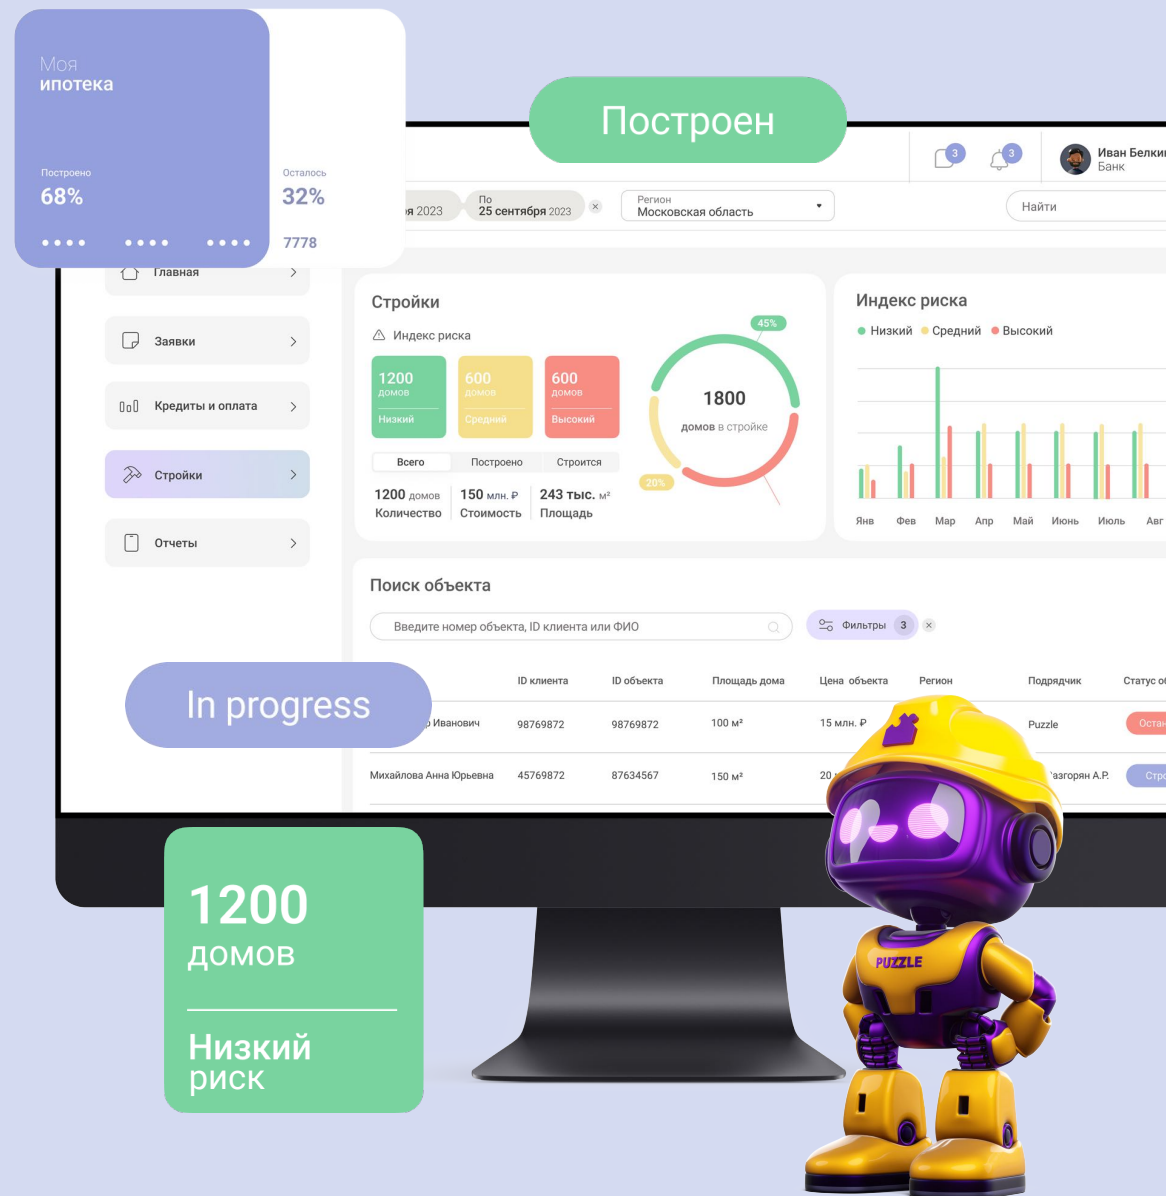 Моя
ипотека
Построено
68%
Осталось
32%
7778
Построен
3
3
Иван Белкин
Банк
2023
По
25 сентября 2023
Регион
Московская область
Найти
Главная
Заявки
Кредиты и оплата
Стройки
Отчеты
Стройки
Индекс риска
1200
домов
Низкий
600
домов
Средний
600
домов
Высокий
Всего
Построено
Строится
1200 домов
Количество
150 млн. ₽
Стоимость
243 тыс. м²
Площадь
45%
1800
домов в стройке
20%
Индекс риска
Низкий
Средний
Высокий
Янв Фев Мар Апр Май Июнь Июль Авг
Поиск объекта
Введите номер объекта, ID клиента или ФИО
Фильтры 3
ID клиента ID объекта Площадь дома Цена объекта Регион Подрядчик Статус об
In progress
Иванович 98769872 98769872 100 м² 15 млн. ₽ Puzzle Остан
Михайлова Анна Юрьевна 45769872 87634567 150 м² 20 азгорян А.Р. Стро
1200
домов
Низкий
риск
PUZZLE